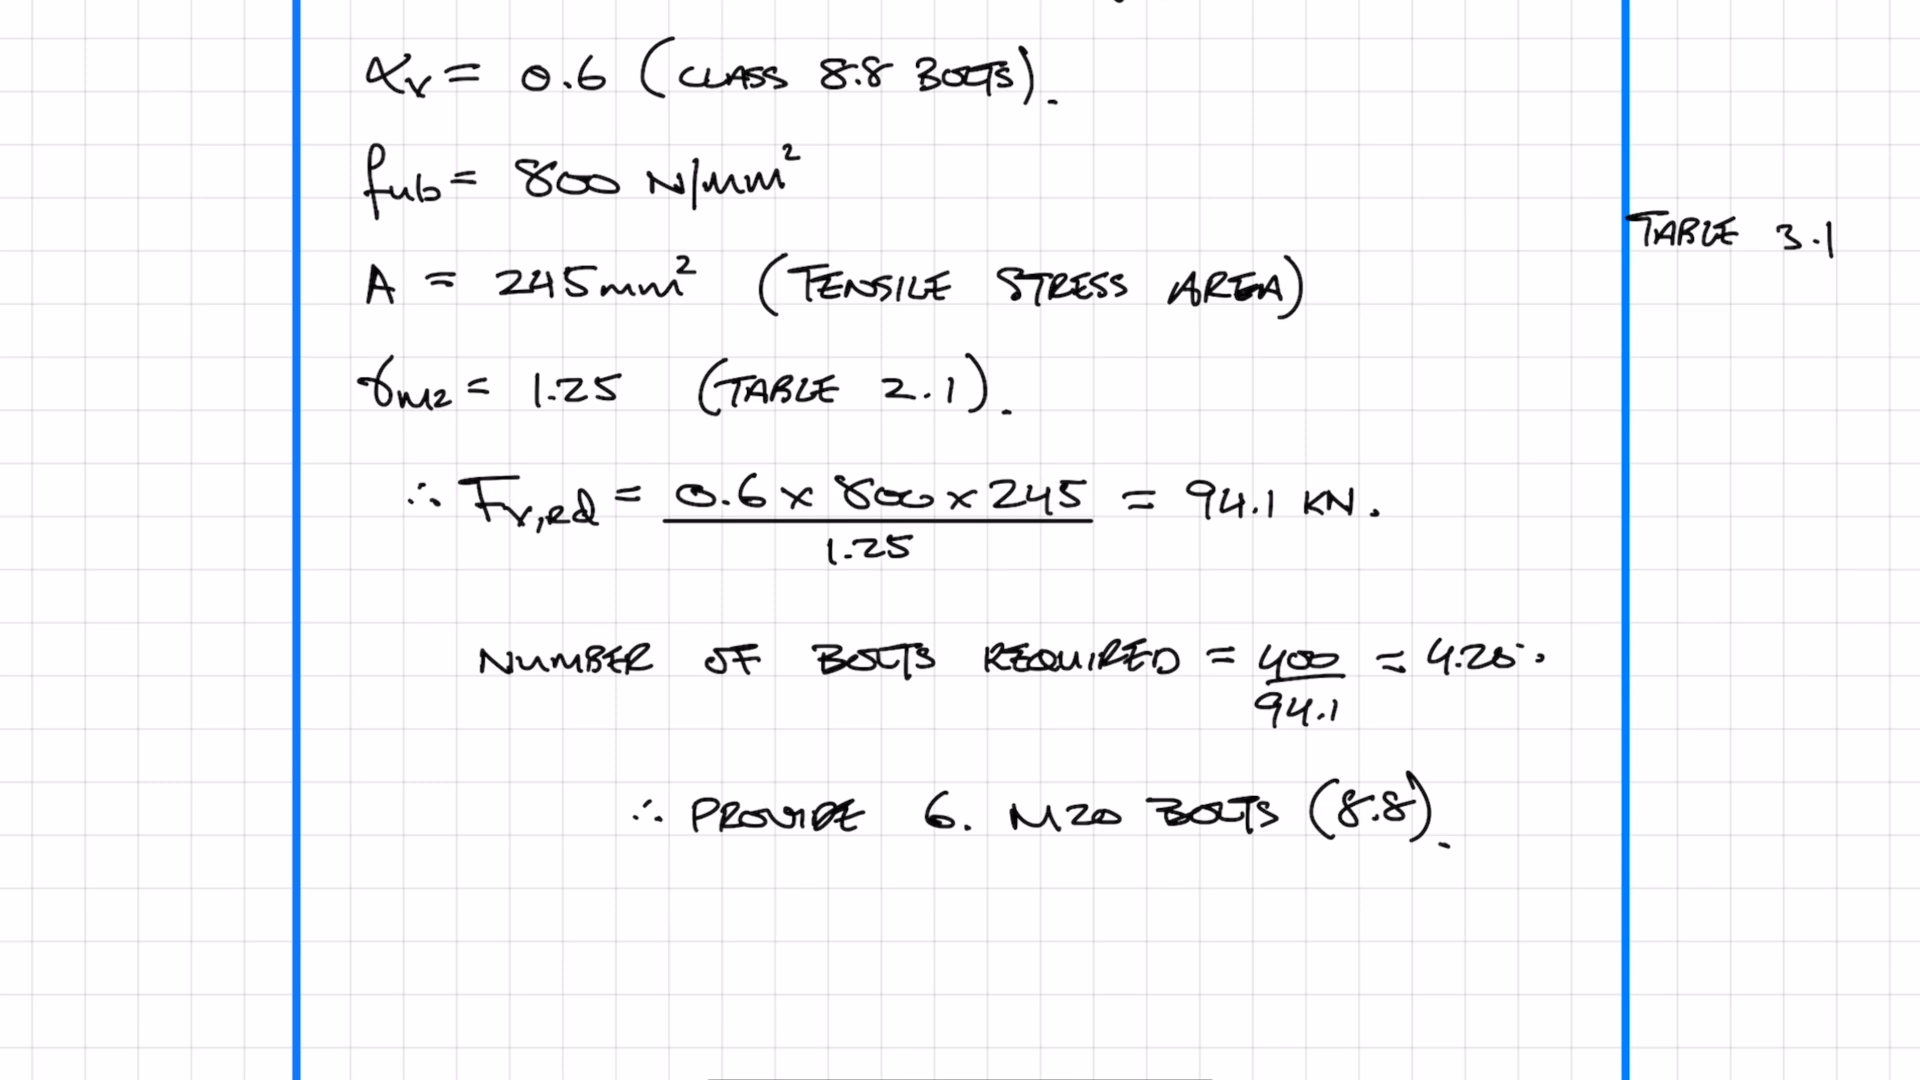 αv = 0.6 (CLASS 8.8 BOLTS).
fub = 800 N/mm²
TABLE 3.1
A = 245mm² (TENSILE STRESS AREA)
γm2 = 1.25 (TABLE 2.1).
∴ Fv,Rd = 0.6 x 800 x 245 / 1.25 = 94.1 KN.
NUMBER OF BOLTS REQUIRED = 400 / 94.1 = 4.25.
∴ PROVIDE 6. M20 BOLTS (8.8).